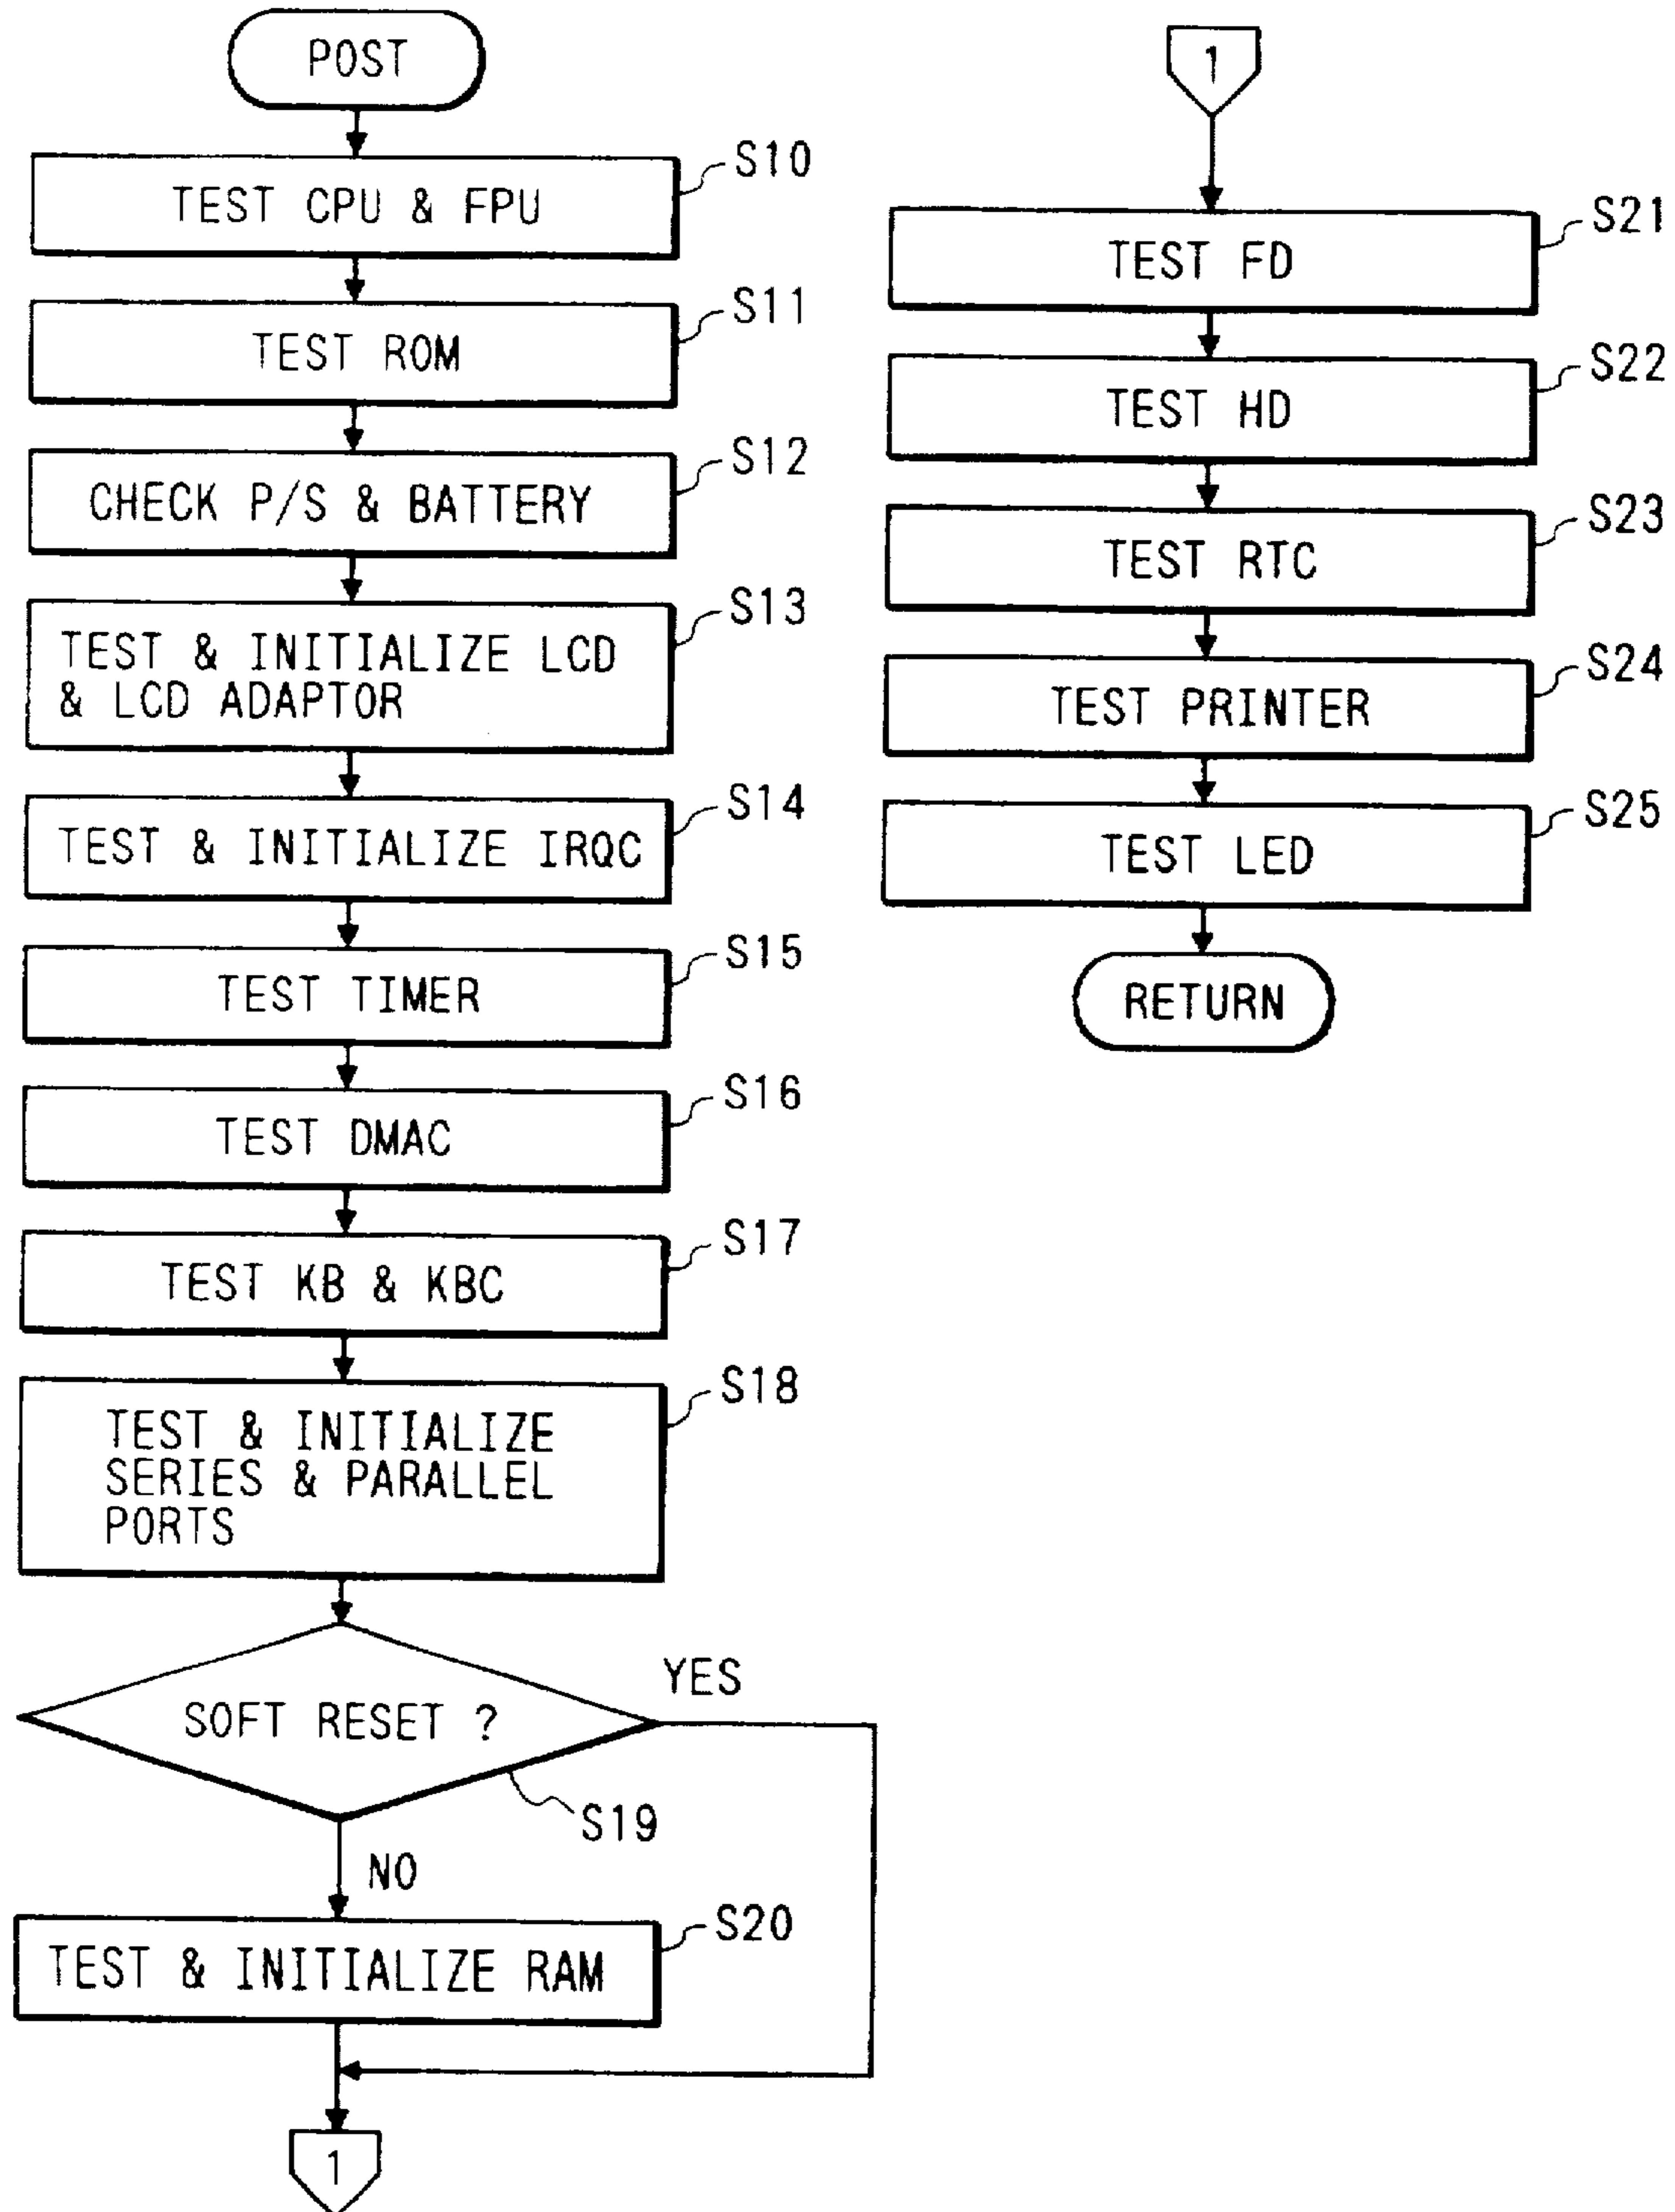 POST
TEST CPU & FPU
S10
TEST ROM
S11
CHECK P/S & BATTERY
S12
TEST & INITIALIZE LCD
& LCD ADAPTOR
S13
TEST & INITIALIZE IRQC
S14
TEST TIMER
S15
TEST DMAC
S16
TEST KB & KBC
S17
TEST & INITIALIZE
SERIES & PARALLEL
PORTS
S18
SOFT RESET ?
YES
S19
NO
TEST & INITIALIZE RAM
S20
1
1
TEST FD
S21
TEST HD
S22
TEST RTC
S23
TEST PRINTER
S24
TEST LED
S25
RETURN